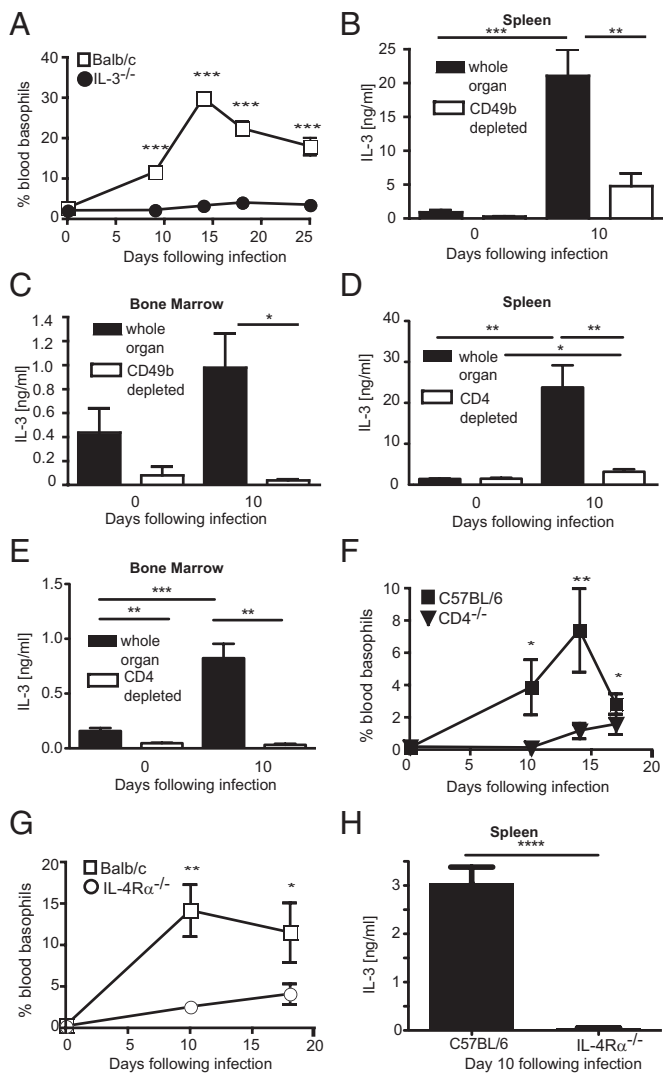 A
Balb/c
IL-3-/-
% blood basophils
40
30
20
10
0
***
***
***
***
0 5 10 15 20 25
Days following infection
B
Spleen
***
**
whole
organ
CD49b
depleted
IL-3 [ng/ml]
25
20
15
10
5
0
0 10
Days following infection
C
Bone Marrow
*
whole
organ
CD49b
depleted
IL-3 [ng/ml]
1.4
1.2
1.0
0.8
0.6
0.4
0.2
0
0 10
Days following infection
D
Spleen
**
**
*
whole
organ
CD4
depleted
IL-3 [ng/ml]
40
30
20
10
0
0 10
Days following infection
E
Bone Marrow
***
**
**
whole
organ
CD4
depleted
IL-3 [ng/ml]
1.5
1.0
0.5
0.0
0 10
Days following infection
F
C57BL/6
CD4-/-
% blood basophils
10
8
6
4
2
0
*
**
*
0 5 10 15 20
Days following infection
G
Balb/c
IL-4Rα-/-
% blood basophils
20
15
10
5
0
**
*
0 10 20
Days following infection
H
Spleen
****
IL-3 [ng/ml]
3
2
3
1
0
C57BL/6 IL-4Rα-/-
Day 10 following infection